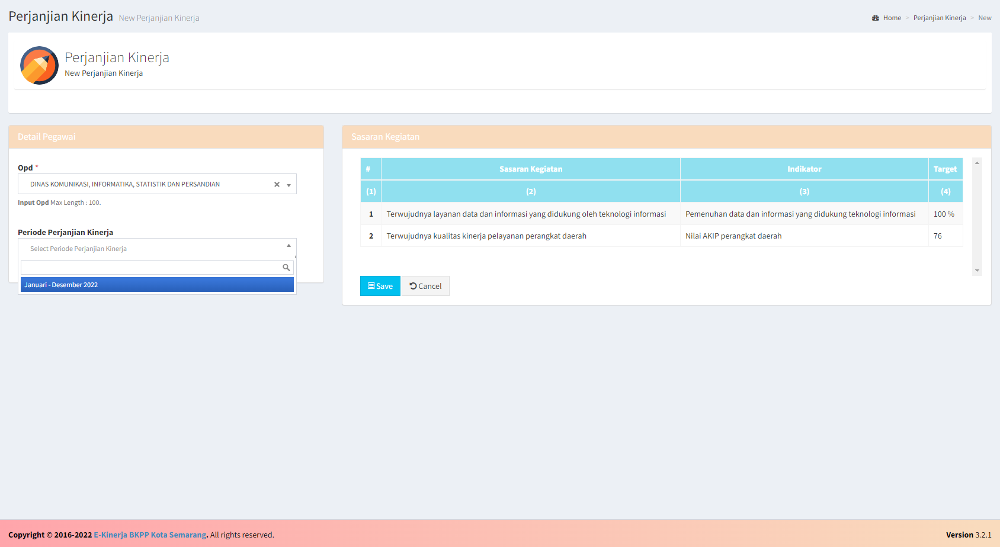 Perjanjian Kinerja New Perjanjian Kinerja
Home > Perjanjian Kinerja > New
Perjanjian Kinerja
New Perjanjian Kinerja
Detail Pegawai
Opd *
DINAS KOMUNIKASI, INFORMATIKA, STATISTIK DAN PERSANDIAN
Input Opd Max Length : 100.
Periode Perjanjian Kinerja
Select Periode Perjanjian Kinerja
Januari - Desember 2022
Sasaran Kegiatan
# Sasaran Kegiatan Indikator Target
(1) (2) (3) (4)
1 Terwujudnya layanan data dan informasi yang didukung oleh teknologi informasi Pemenuhan data dan informasi yang didukung teknologi informasi 100 %
2 Terwujudnya kualitas kinerja pelayanan perangkat daerah Nilai AKIP perangkat daerah 76
Save Cancel
Copyright © 2016-2022 E-Kinerja BKPP Kota Semarang. All rights reserved.
Version 3.2.1